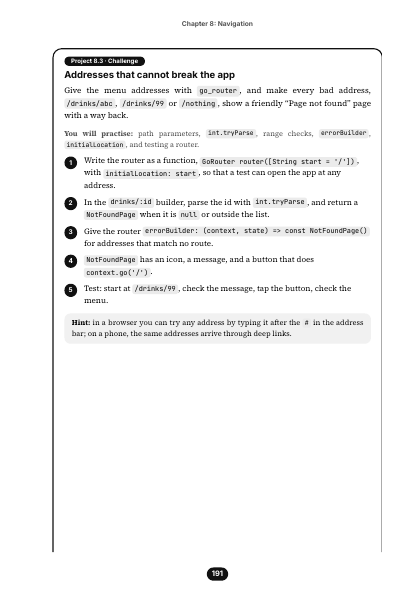 Chapter 8: Navigation
Project 8.3 · Challenge
Addresses that cannot break the app
Give the menu addresses with go_router, and make every bad address,
/drinks/abc, /drinks/99 or /nothing, show a friendly “Page not found” page
with a way back.
You will practise: path parameters, int.tryParse, range checks, errorBuilder,
initialLocation, and testing a router.
1 Write the router as a function, GoRouter router([String start = '/']),
with initialLocation: start, so that a test can open the app at any
address.
2 In the drinks/:id builder, parse the id with int.tryParse, and return a
NotFoundPage when it is null or outside the list.
3 Give the router errorBuilder: (context, state) => const NotFoundPage()
for addresses that match no route.
4 NotFoundPage has an icon, a message, and a button that does
context.go('/').
5 Test: start at /drinks/99, check the message, tap the button, check the
menu.
Hint: in a browser you can try any address by typing it after the # in the address
bar; on a phone, the same addresses arrive through deep links.
191